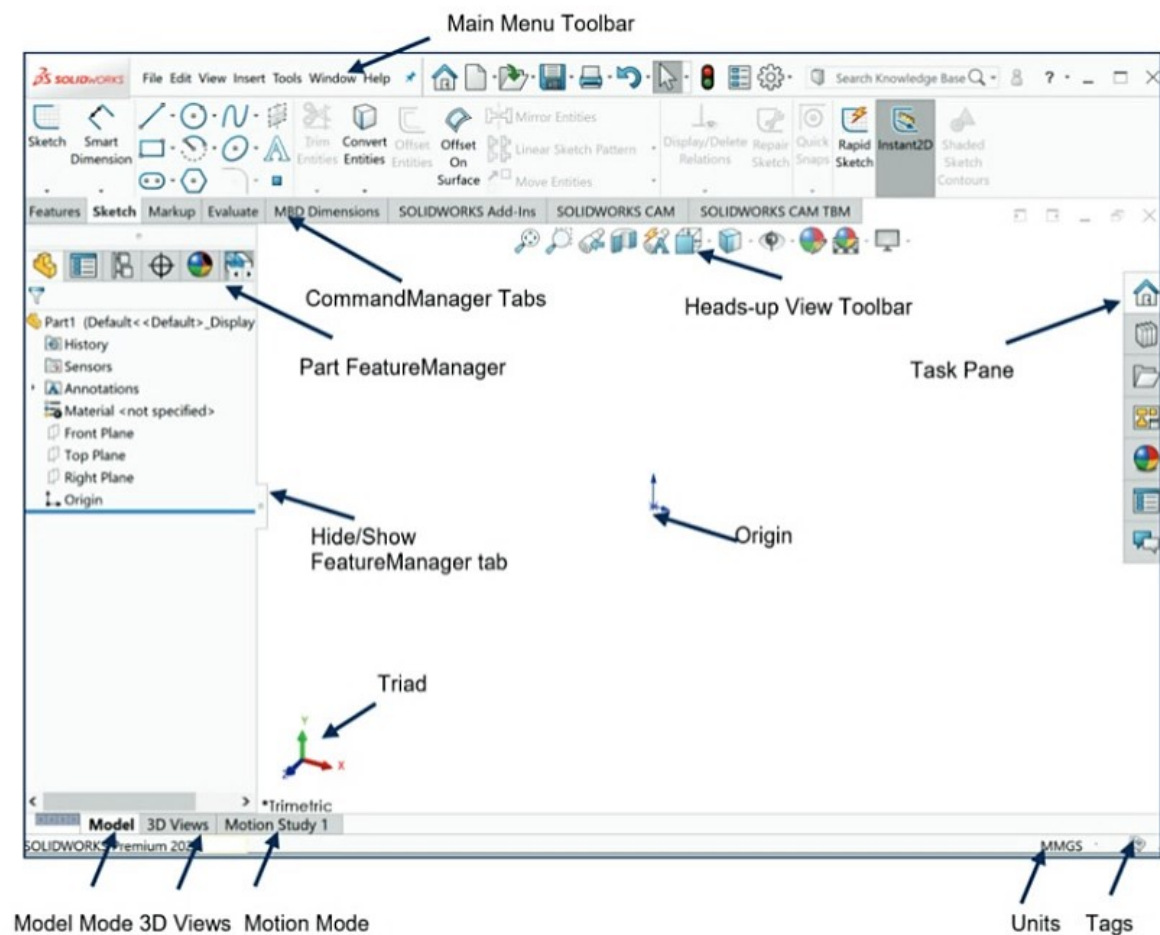 Main Menu Toolbar
SOLIDWORKS File Edit View Insert Tools Window Help Search Knowledge Base ?
Sketch Smart Dimension Trim Entities Convert Entities Offset Entities Offset On Surface Mirror Entities
Linear Sketch Pattern
Move Entities
Display/Delete Relations Repair Sketch Quick Snaps Rapid Sketch Instant2D Shaded Sketch Contours
Features Sketch Markup Evaluate MBD Dimensions SOLIDWORKS Add-Ins SOLIDWORKS CAM SOLIDWORKS CAM TBM
CommandManager Tabs
Heads-up View Toolbar
Part FeatureManager
Task Pane
Part1 (Default<<Default>_Display
History
Sensors
Annotations
Material <not specified>
Front Plane
Top Plane
Right Plane
Origin
Hide/Show
FeatureManager tab
Origin
Triad
Y
X
Z
*Trimetric
Model 3D Views Motion Study 1
SOLIDWORKS Premium
MMGS
Model Mode 3D Views Motion Mode
Units Tags